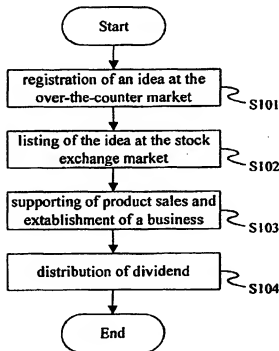 Start
registration of an idea at the
over-the-counter market
S101
listing of the idea at the stock
exchange market
S102
supporting of product sales and
extablishment of a business
S103
distribution of dividend
S104
End